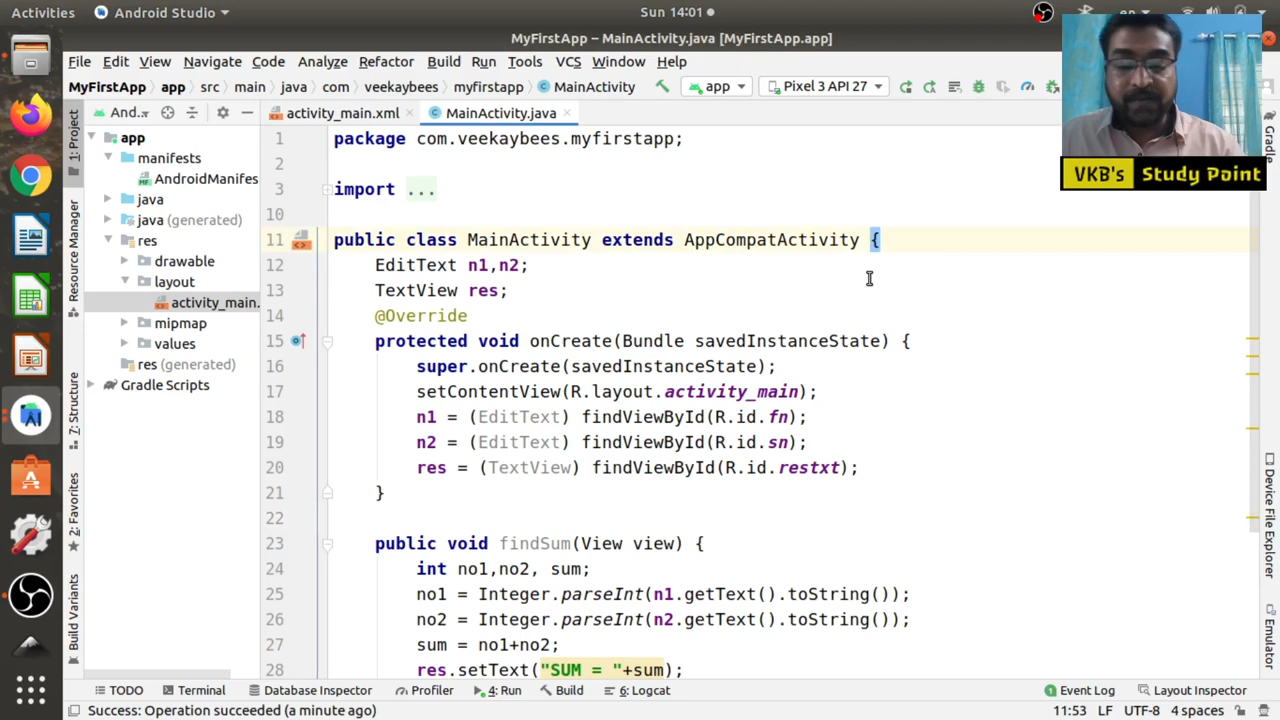 Activities Android Studio Sun 14:01
MyFirstApp – MainActivity.java [MyFirstApp.app]
File Edit View Navigate Code Analyze Refactor Build Run Tools VCS Window Help
MyFirstApp app src main java com veekaybees myfirstapp MainActivity app Pixel 3 API 27
And.. activity_main.xml MainActivity.java
VKB's Study Point
1: Project
Resource Manager
7: Structure
2: Favorites
Build Variants
app
manifests
AndroidManifes
java
java (generated)
res
drawable
layout
activity_main.
mipmap
values
res (generated)
Gradle Scripts
1 package com.veekaybees.myfirstapp;
2
3 import ...
10
11 public class MainActivity extends AppCompatActivity {
12 EditText n1,n2;
13 TextView res;
14 @Override
15 protected void onCreate(Bundle savedInstanceState) {
16 super.onCreate(savedInstanceState);
17 setContentView(R.layout.activity_main);
18 n1 = (EditText) findViewById(R.id.fn);
19 n2 = (EditText) findViewById(R.id.sn);
20 res = (TextView) findViewById(R.id.restxt);
21 }
22
23 public void findSum(View view) {
24 int no1,no2, sum;
25 no1 = Integer.parseInt(n1.getText().toString());
26 no2 = Integer.parseInt(n2.getText().toString());
27 sum = no1+no2;
28 res.setText("SUM = "+sum);
Gradle
Device File Explorer
Emulator
TODO Terminal Database Inspector Profiler 4: Run Build 6: Logcat Event Log Layout Inspector
Success: Operation succeeded (a minute ago) 11:53 LF UTF-8 4 spaces